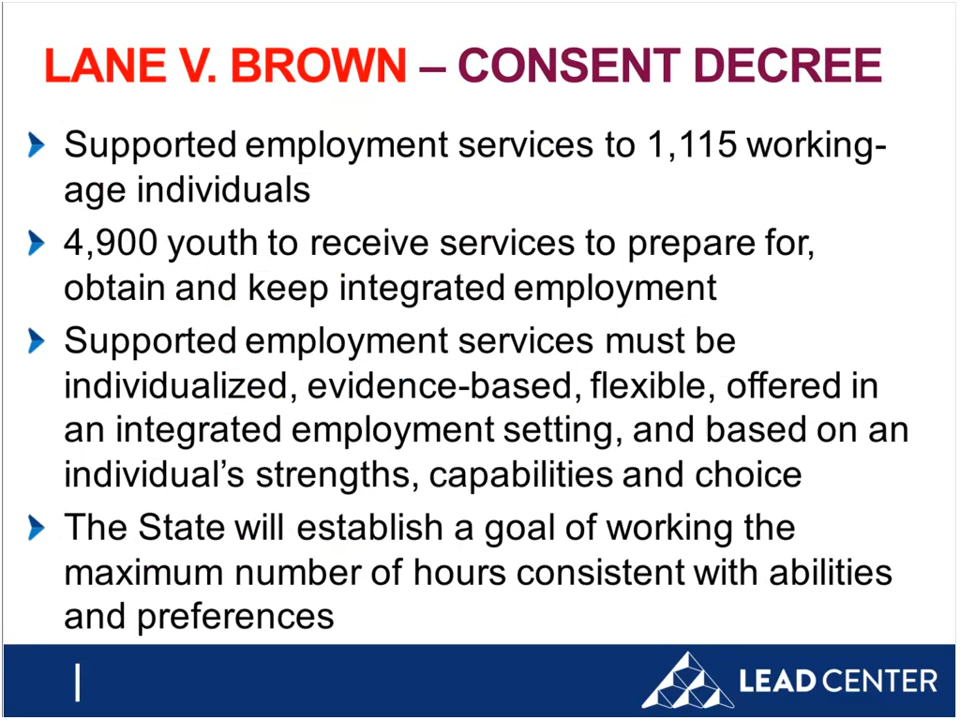 LANE V. BROWN – CONSENT DECREE
Supported employment services to 1,115 working-
age individuals
4,900 youth to receive services to prepare for,
obtain and keep integrated employment
Supported employment services must be
individualized, evidence-based, flexible, offered in
an integrated employment setting, and based on an
individual’s strengths, capabilities and choice
The State will establish a goal of working the
maximum number of hours consistent with abilities
and preferences
LEAD CENTER